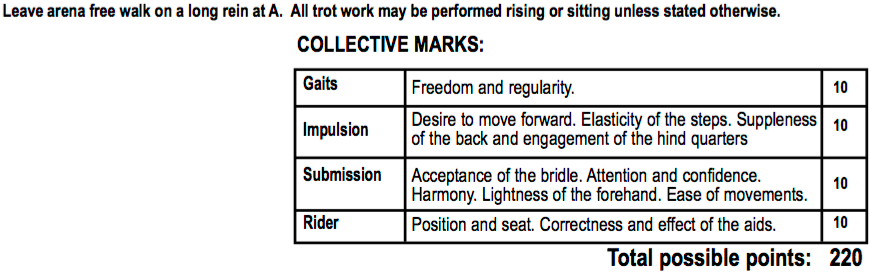 Leave arena free walk on a long rein at A. All trot work may be performed rising or sitting unless stated otherwise.
COLLECTIVE MARKS:
Gaits Freedom and regularity. 10
Impulsion Desire to move forward. Elasticity of the steps. Suppleness of the back and engagement of the hind quarters 10
Submission Acceptance of the bridle. Attention and confidence. Harmony. Lightness of the forehand. Ease of movements. 10
Rider Position and seat. Correctness and effect of the aids. 10
Total possible points: 220